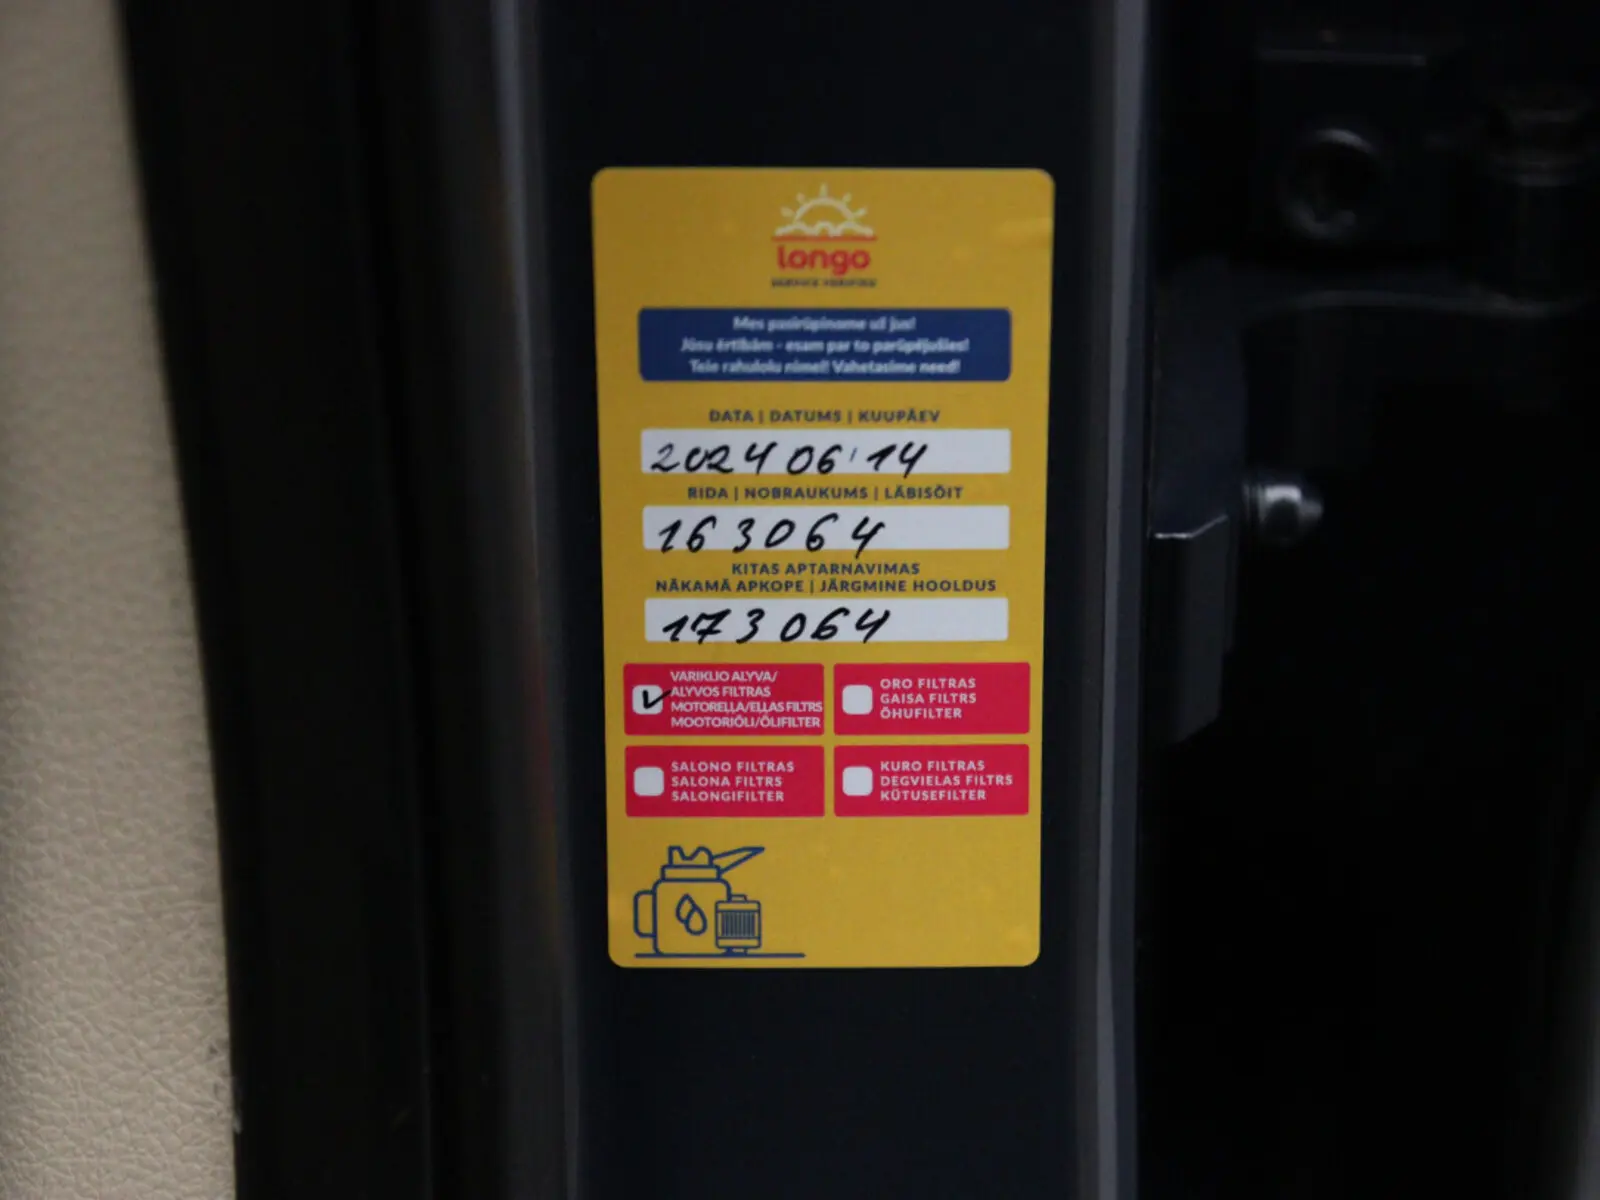 longo
Mes pasirūpinome už jus!
Jūsu ērtībām - esam par to parūpējušies!
Teie rahulolu nimel! Vahetasime need!
DATA | DATUMS | KUUPÄEV
2024 06 14
RIDA | NOBRAUKUMS | LÄBISÕIT
163064
KITAS APTARNAVIMAS
NĀKAMĀ APKOPE | JÄRGMINE HOOLDUS
173064
VARIKLIO ALYVA/
ALYVOS FILTRAS
MOTOREĻĻA/EĻĻAS FILTRS
MOOTORIÕLI/ÕLIFILTER
ORO FILTRAS
GAISA FILTRS
ÕHUFILTER
SALONO FILTRAS
SALONA FILTRS
SALONGIFILTER
KURO FILTRAS
DEGVIELAS FILTRS
KÜTUSEFILTER